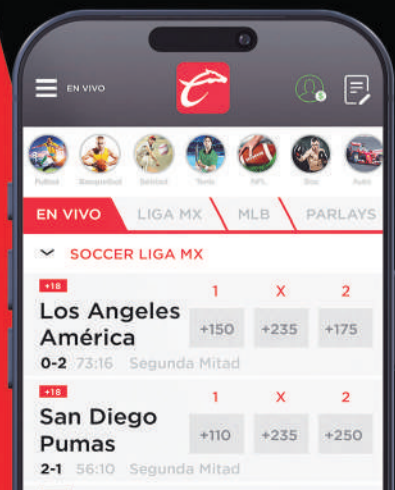 EN VIVO
Futbol Basquetbol Beisbol Tenis NFL Box Auto
EN VIVO LIGA MX MLB PARLAYS
SOCCER LIGA MX
+18 1 X 2
Los Angeles
América
+150 +235 +175
0-2 73:16 Segunda Mitad
+18 1 X 2
San Diego
Pumas
+110 +235 +250
2-1 56:10 Segunda Mitad